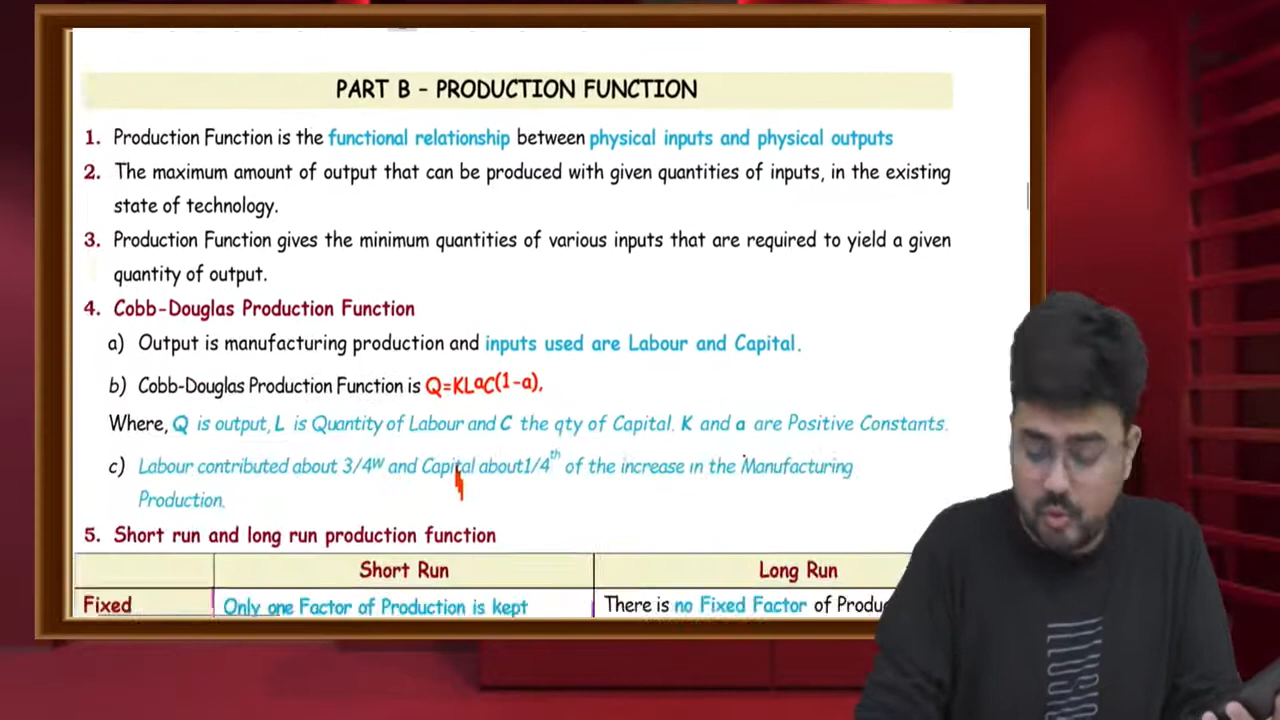 PART B - PRODUCTION FUNCTION
1. Production Function is the functional relationship between physical inputs and physical outputs
2. The maximum amount of output that can be produced with given quantities of inputs, in the existing
state of technology.
3. Production Function gives the minimum quantities of various inputs that are required to yield a given
quantity of output.
4. Cobb-Douglas Production Function
a) Output is manufacturing production and inputs used are Labour and Capital.
b) Cobb-Douglas Production Function is Q=KLaC(1-a),
Where, Q is output, L is Quantity of Labour and C the qty of Capital. K and a are Positive Constants.
c) Labour contributed about 3/4w and Capital about1/4th of the increase in the Manufacturing
Production.
5. Short run and long run production function
Short Run Long Run
Fixed Only one Factor of Production is kept There is no Fixed Factor of Produ